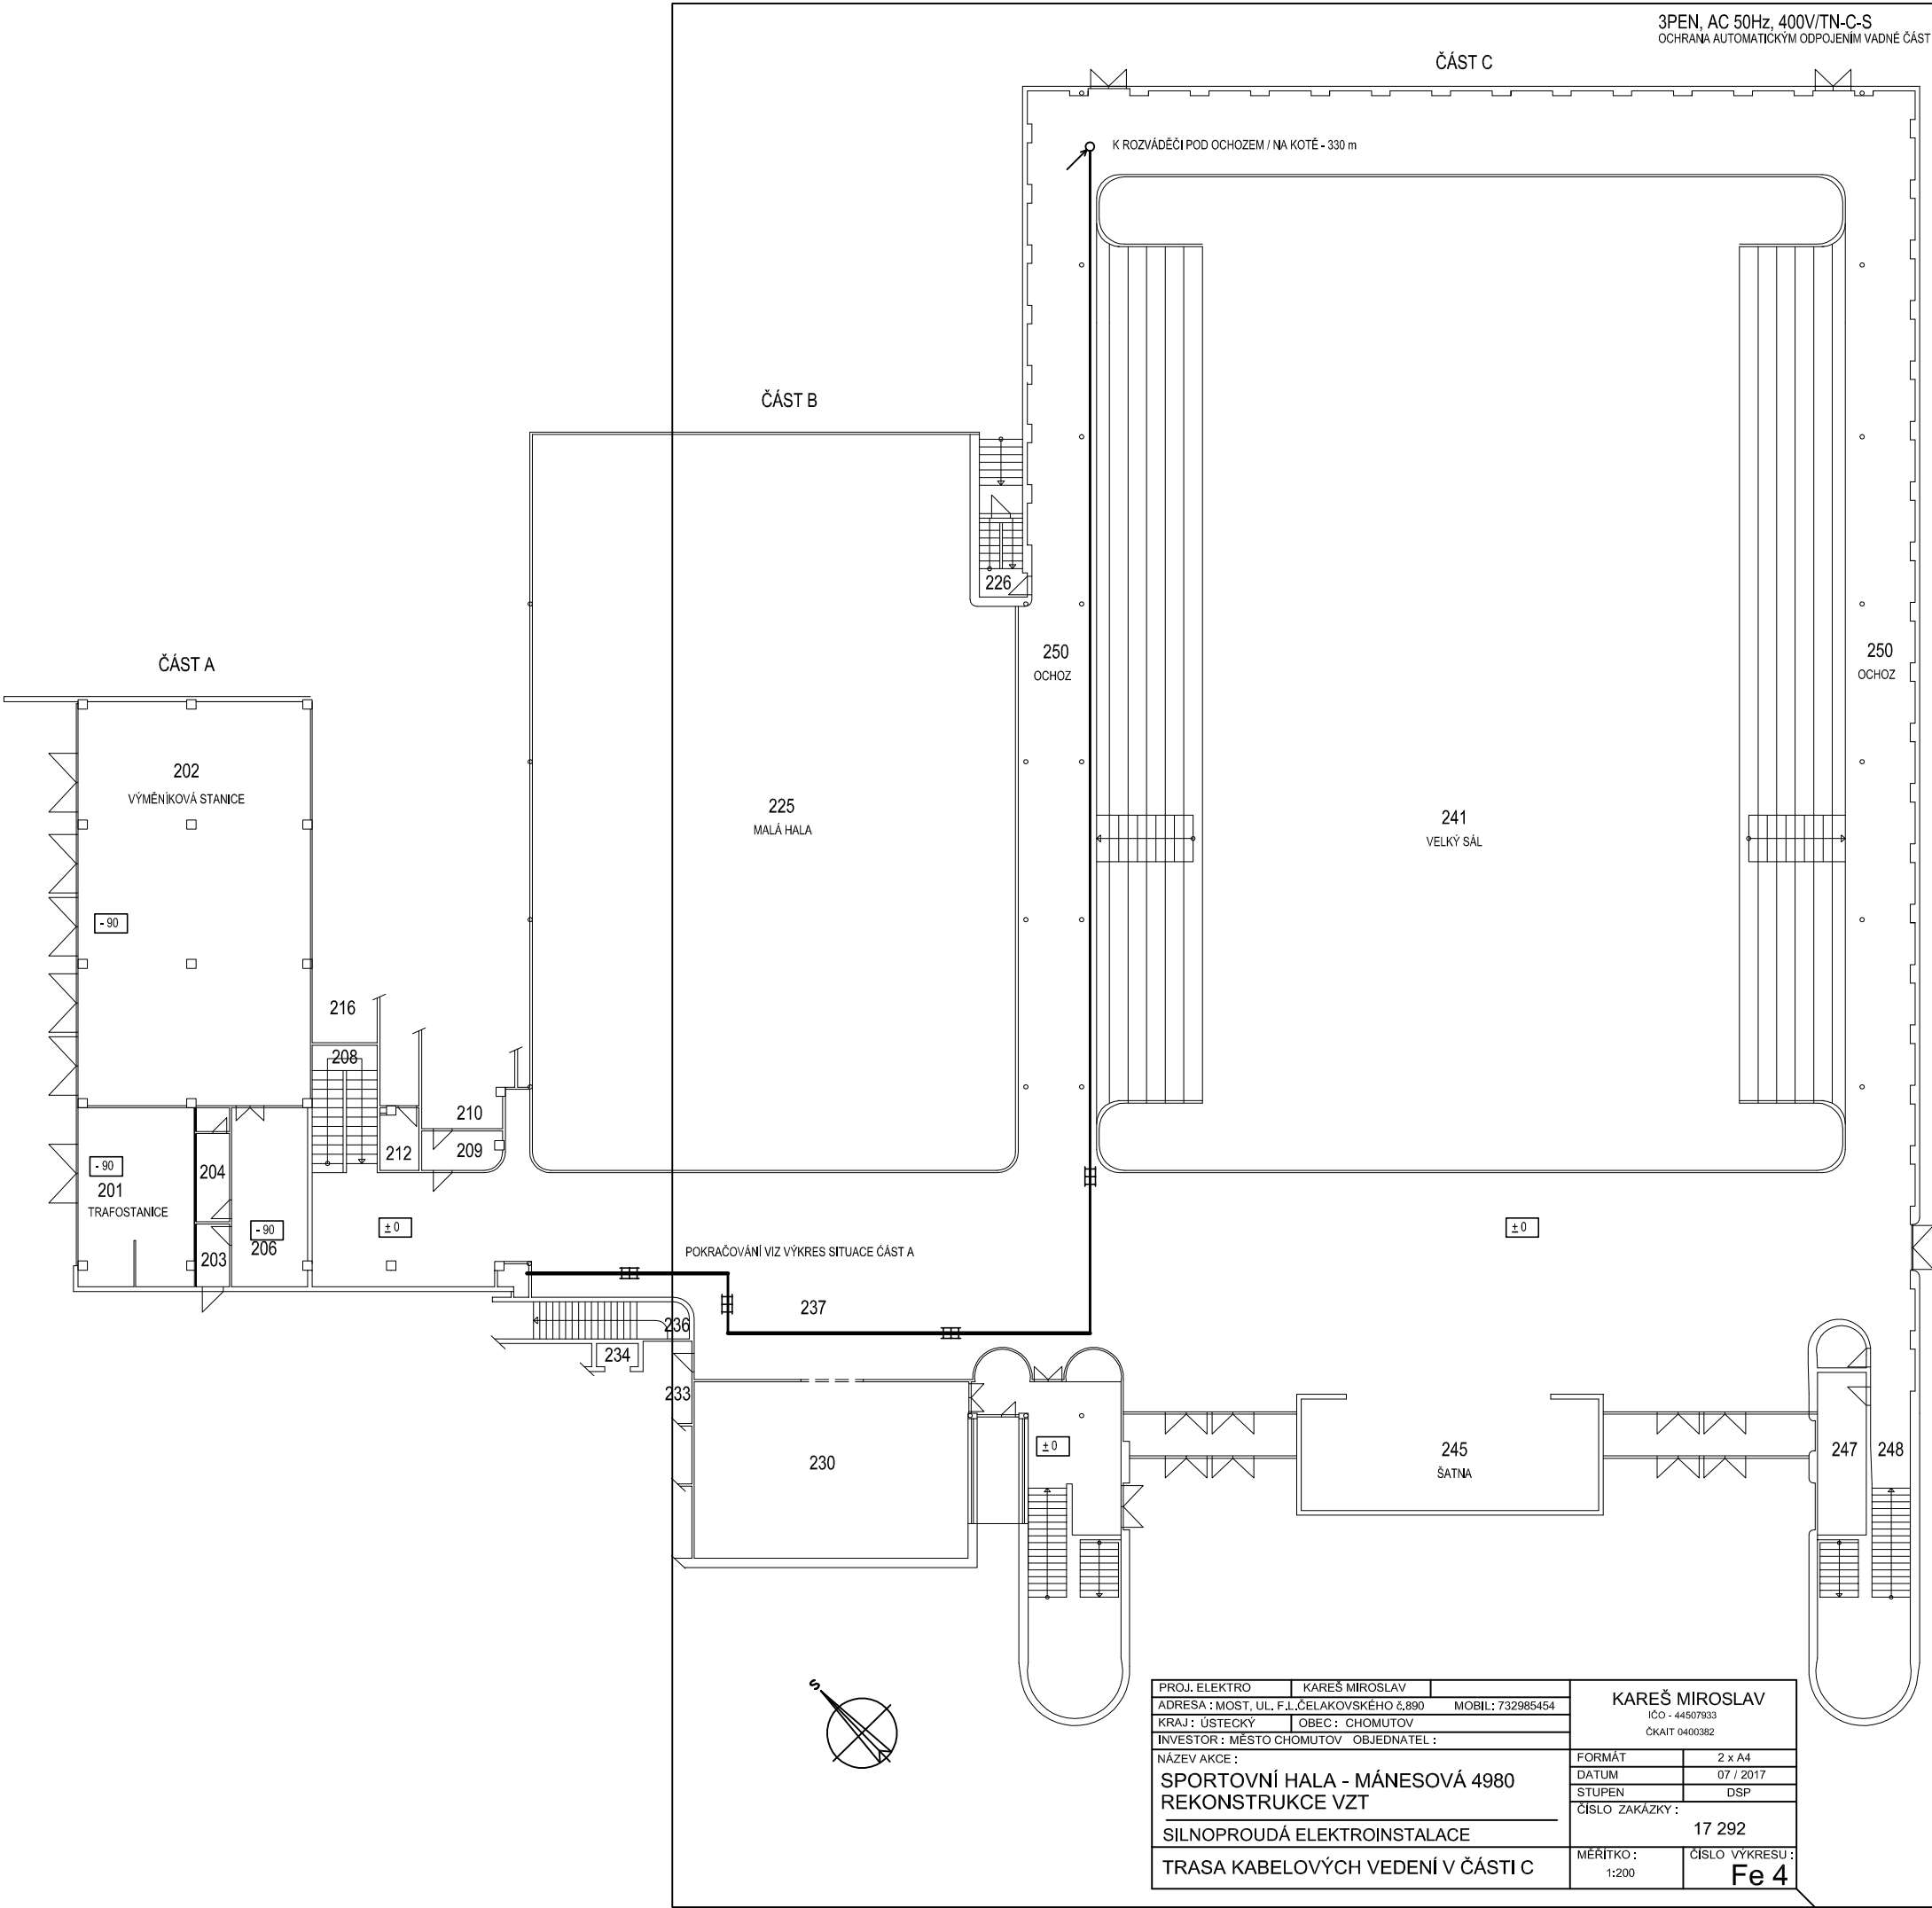 3PEN, AC 50Hz, 400V/TN-C-S
OCHRANA AUTOMATICKÝM ODPOJENÍM VADNÉ ČÁST
ČÁST C
K ROZVÁDĚČI POD OCHOZEM / NA KOTĚ - 330 m
ČÁST B
226
250
OCHOZ
250
OCHOZ
ČÁST A
202
VÝMĚNÍKOVÁ STANICE
225
MALÁ HALA
241
VELKÝ SÁL
- 90
216
208
210
212
209
- 90
201
TRAFOSTANICE
204
203
- 90
206
± 0
± 0
POKRAČOVÁNÍ VIZ VÝKRES SITUACE ČÁST A
237
236
234
233
230
± 0
245
ŠATNA
247
248
S
PROJ. ELEKTRO
KAREŠ MIROSLAV
ADRESA : MOST, UL. F.L.ČELAKOVSKÉHO č.890
MOBIL: 732985454
KRAJ : ÚSTECKÝ
OBEC : CHOMUTOV
INVESTOR : MĚSTO CHOMUTOV OBJEDNATEL :
KAREŠ MIROSLAV
IČO - 44507933
ČKAIT 0400382
NÁZEV AKCE :
SPORTOVNÍ HALA - MÁNESOVÁ 4980
REKONSTRUKCE VZT
SILNOPROUDÁ ELEKTROINSTALACE
TRASA KABELOVÝCH VEDENÍ V ČÁSTI C
FORMÁT
2 x A4
DATUM
07 / 2017
STUPEN
DSP
ČÍSLO ZAKÁZKY :
17 292
MĚŘÍTKO :
1:200
ČÍSLO VÝKRESU :
Fe 4